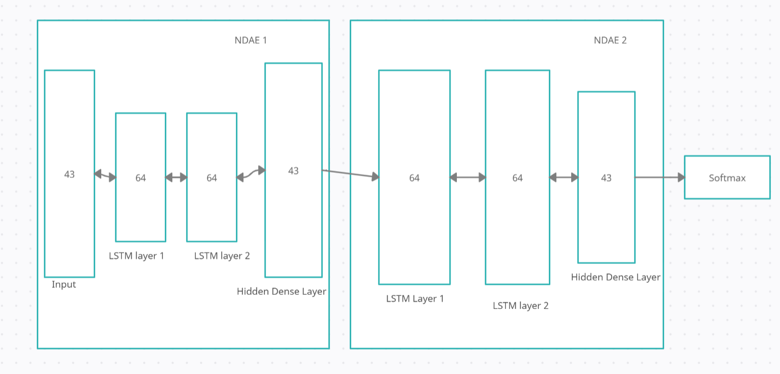 NDAE 1
NDAE 2
43
64
64
43
64
64
43
Softmax
LSTM layer 1
LSTM layer 2
Input
Hidden Dense Layer
LSTM Layer 1
LSTM layer 2
Hidden Dense Layer